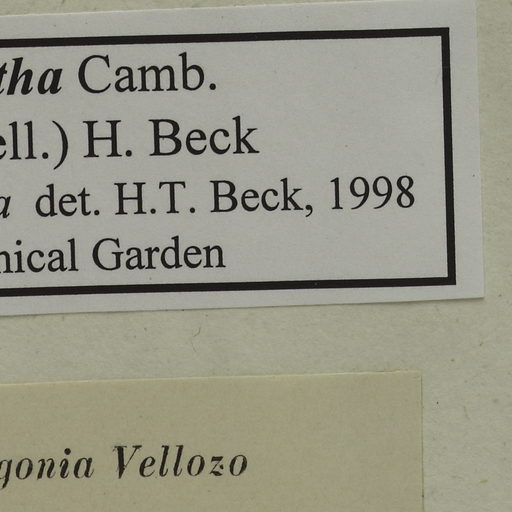 tha Camb.
ell.) H. Beck
a det. H.T. Beck, 1998
nical Garden
gonia Vellozo